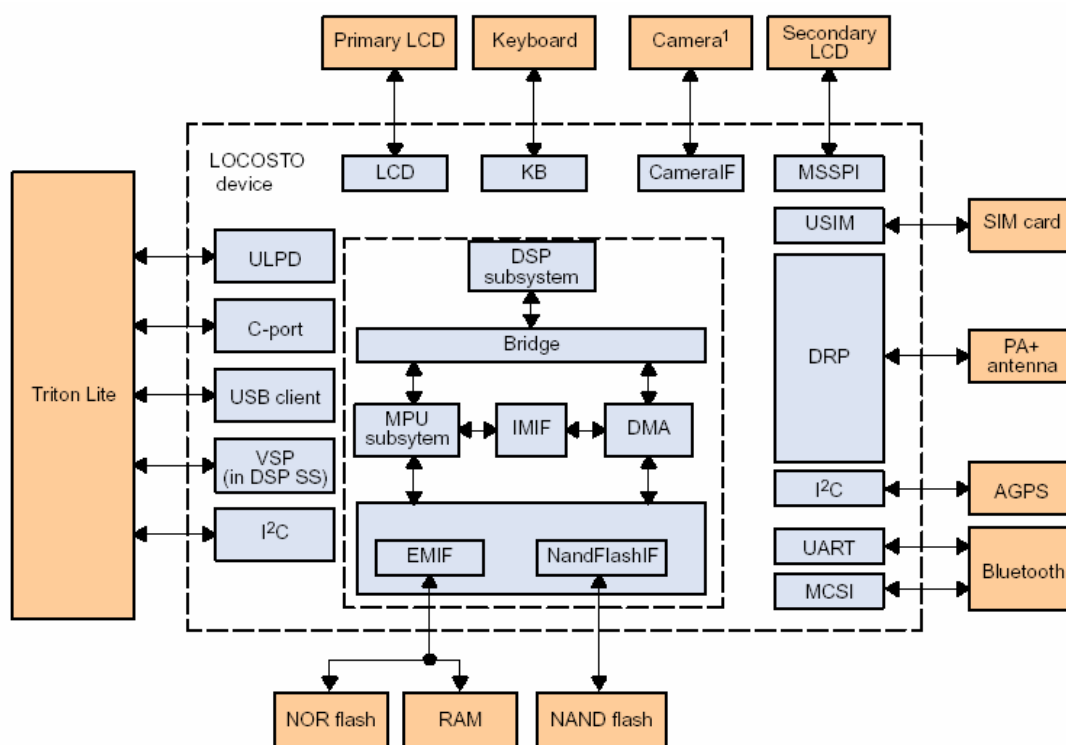 Primary LCD
Keyboard
Camera¹
Secondary
LCD
LOCOSTO
device
LCD
KB
CameraIF
MSSPI
USIM
SIM card
ULPD
DSP
subsystem
C-port
Bridge
DRP
PA+
antenna
Triton Lite
USB client
MPU
subsytem
IMIF
DMA
VSP
(in DSP SS)
I²C
AGPS
I²C
EMIF
NandFlashIF
UART
Bluetooth
MCSI
NOR flash
RAM
NAND flash